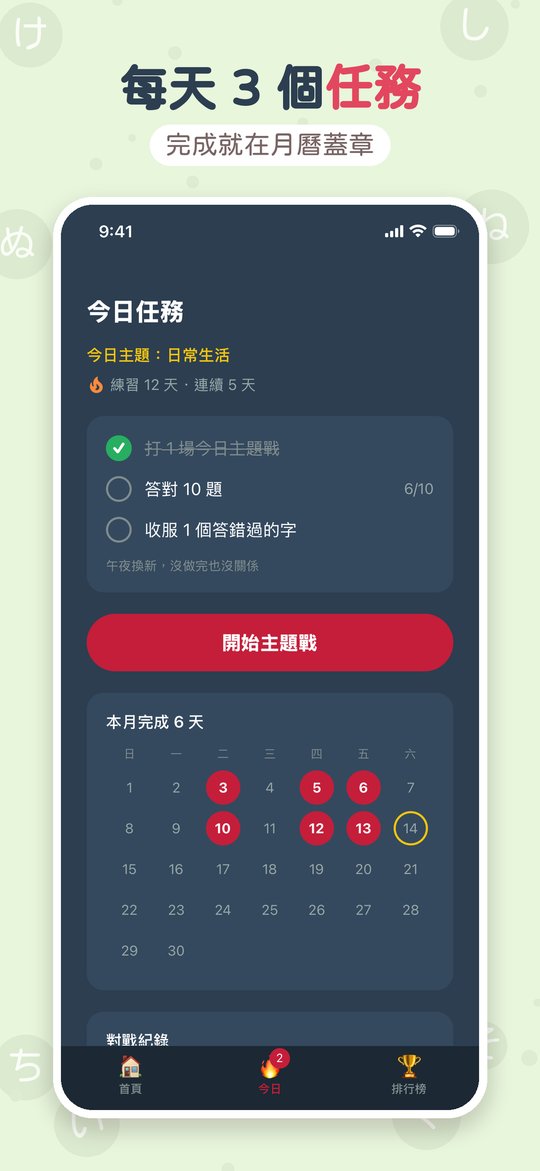 け
し
每天 3 個任務
完成就在月曆蓋章
ぬ
ね
9:41
今日任務
今日主題：日常生活
練習 12 天·連續 5 天
打 1 場今日主題戰
答對 10 題 6/10
收服 1 個答錯過的字
午夜換新，沒做完也沒關係
開始主題戰
本月完成 6 天
日 一 二 三 四 五 六
1 2 3 4 5 6 7
8 9 10 11 12 13 14
15 16 17 18 19 20 21
22 23 24 25 26 27 28
29 30
對戰紀錄
ち
2
首頁 今日 排行榜
い